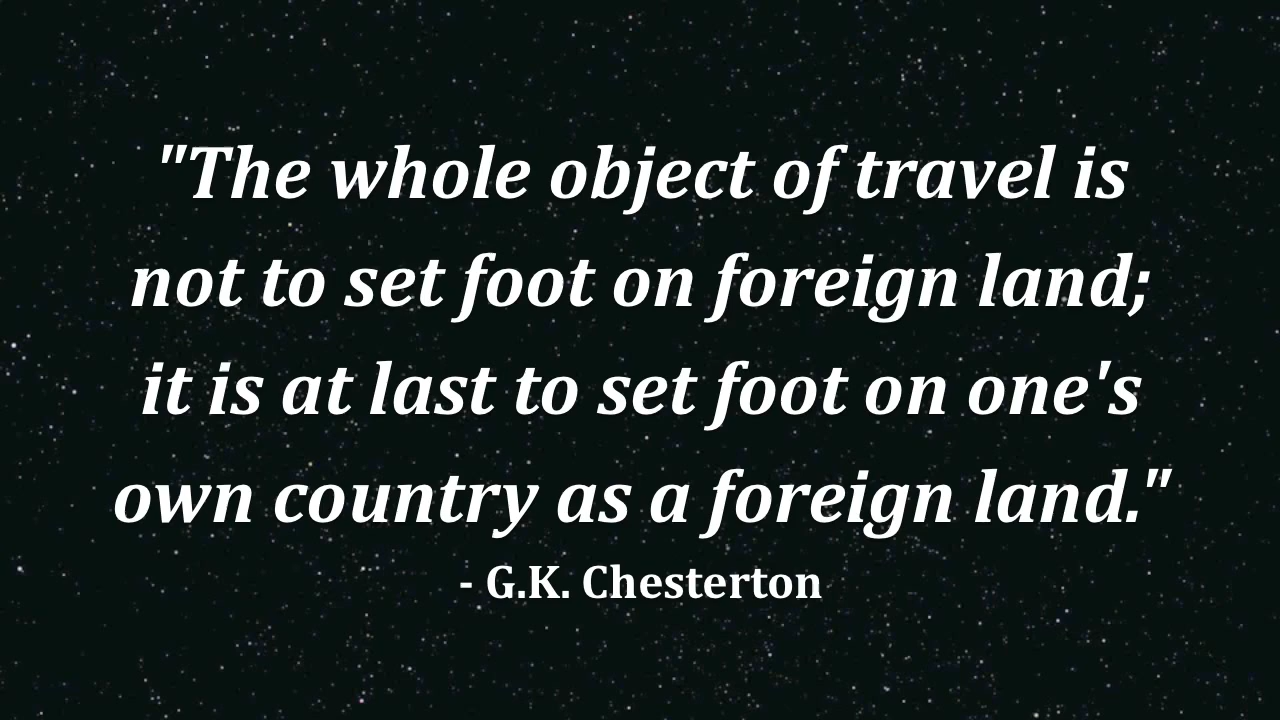 "The whole object of travel is
not to set foot on foreign land;
it is at last to set foot on one's
own country as a foreign land."
- G.K. Chesterton